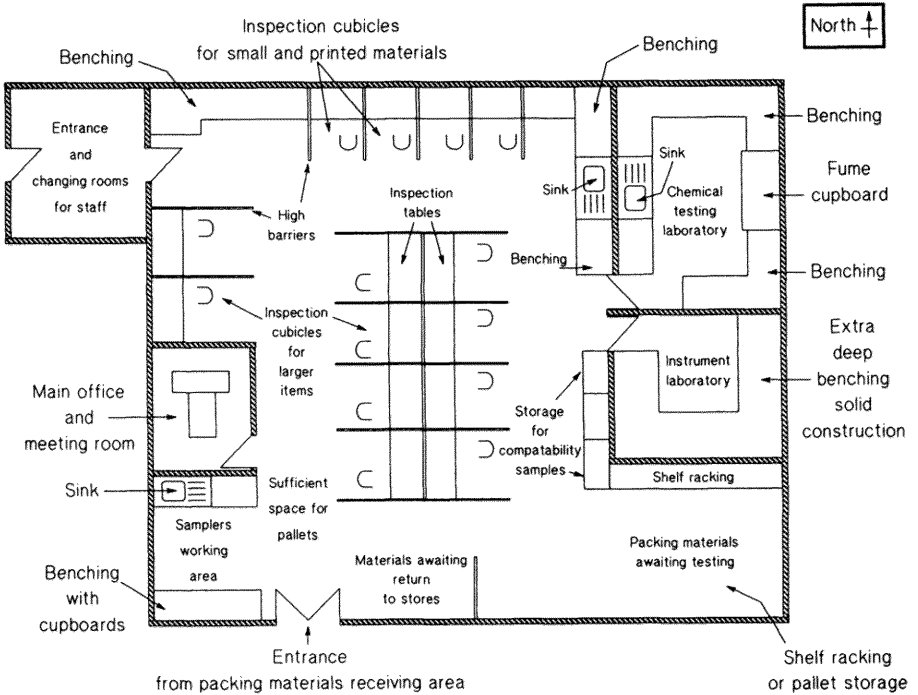 Inspection cubicles
for small and printed materials
North
Benching
Benching
Benching
Entrance
and
changing rooms
for staff
Sink
Sink
Fume
cupboard
Chemical
testing
laboratory
High
barriers
Inspection
tables
Benching
Benching
Inspection
cubicles
for
larger
items
Extra
deep
benching
solid
construction
Instrument
laboratory
Main office
and
meeting room
Storage
for
compatability
samples
Sink
Sufficient
space for
pallets
Shelf racking
Samplers
working
area
Packing materials
awaiting testing
Materials awaiting
return
to stores
Benching
with
cupboards
Entrance
from packing materials receiving area
Shelf racking
or pallet storage